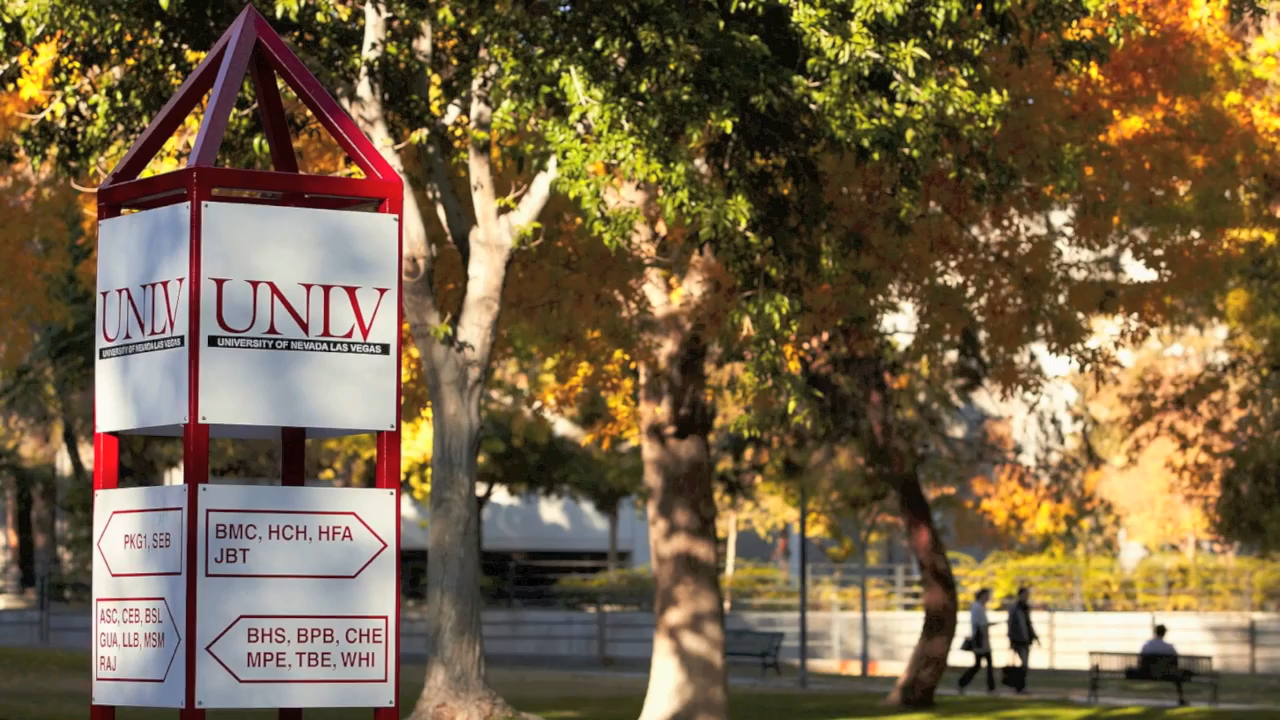 UNLV
UNIVERSITY OF NEVADA LAS VEGAS
UNLV
UNIVERSITY OF NEVADA LAS VEGAS
PKG1, SEB
ASC, CEB, BSL
GUA, LLB, MSM
RAJ
BMC, HCH, HFA
JBT
BHS, BPB, CHE
MPE, TBE, WHI